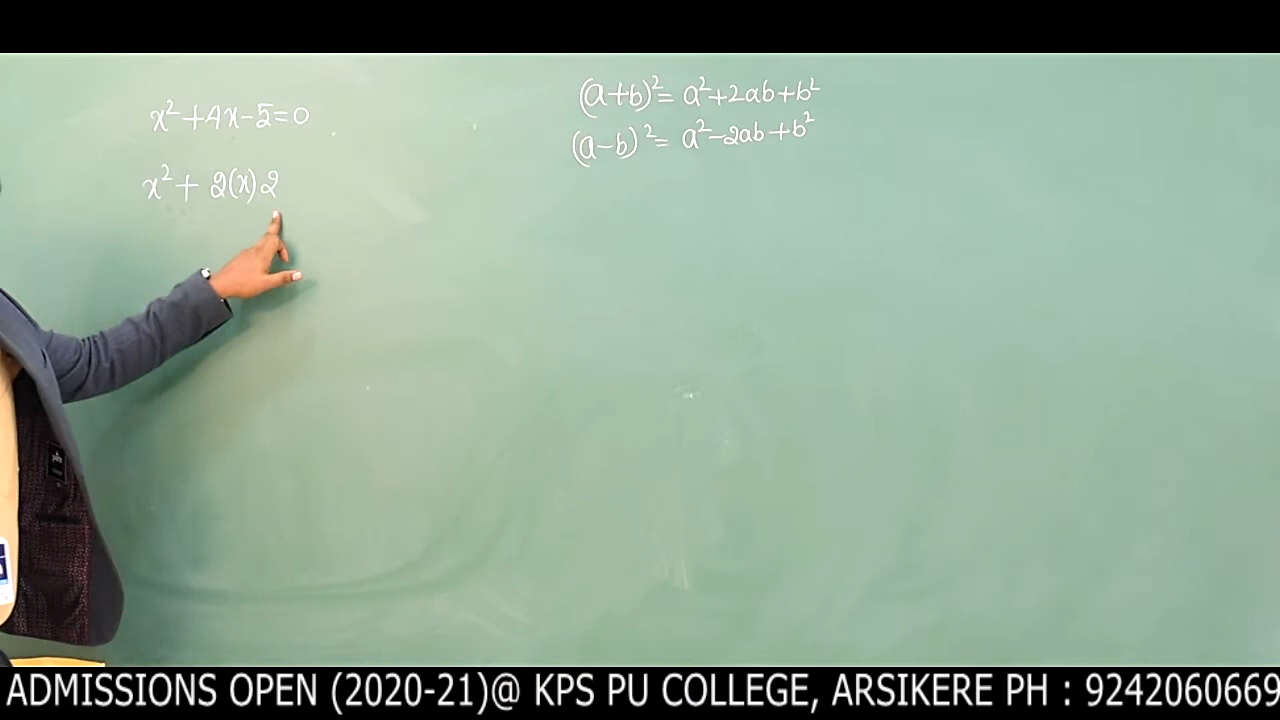 x²+4x-5=0
x²+ 2(x)2
(a+b)²= a²+2ab+b²
(a-b)²= a²-2ab+b²
ADMISSIONS OPEN (2020-21)@ KPS PU COLLEGE, ARSIKERE PH : 9242060669